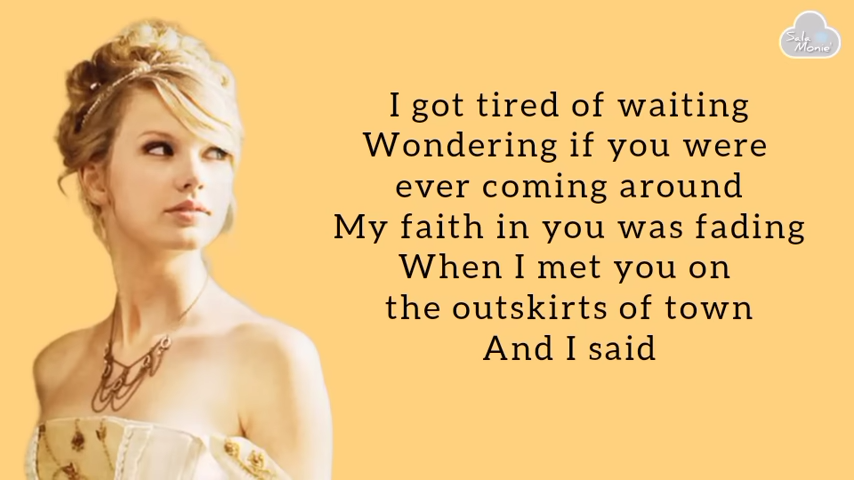 Sala
Monie'
I got tired of waiting
Wondering if you were
ever coming around
My faith in you was fading
When I met you on
the outskirts of town
And I said